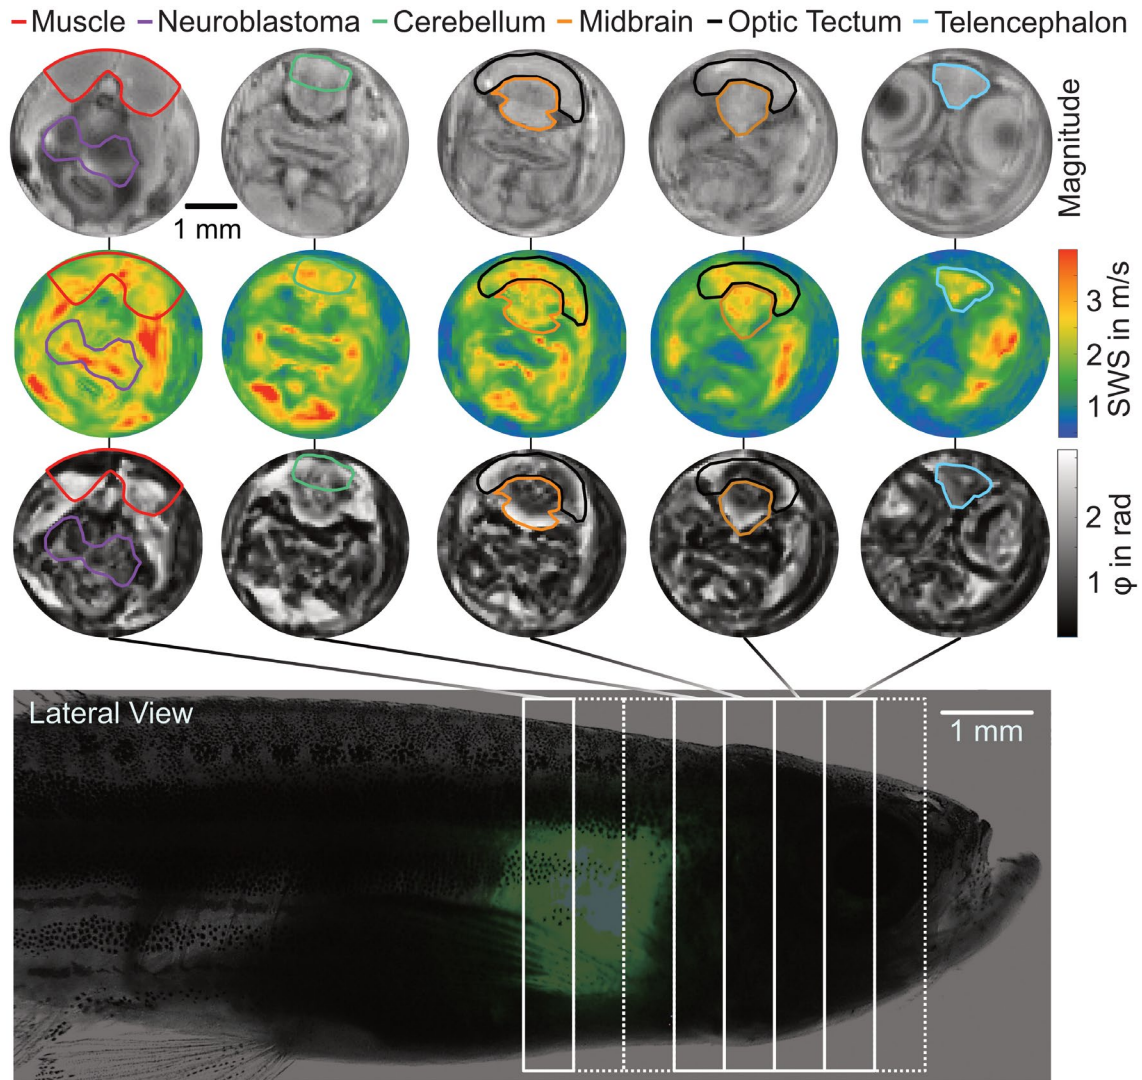 Muscle Neuroblastoma Cerebellum Midbrain Optic Tectum Telencephalon
Magnitude
1 mm
3
2
1
SWS in m/s
2
1
φ in rad
Lateral View
1 mm